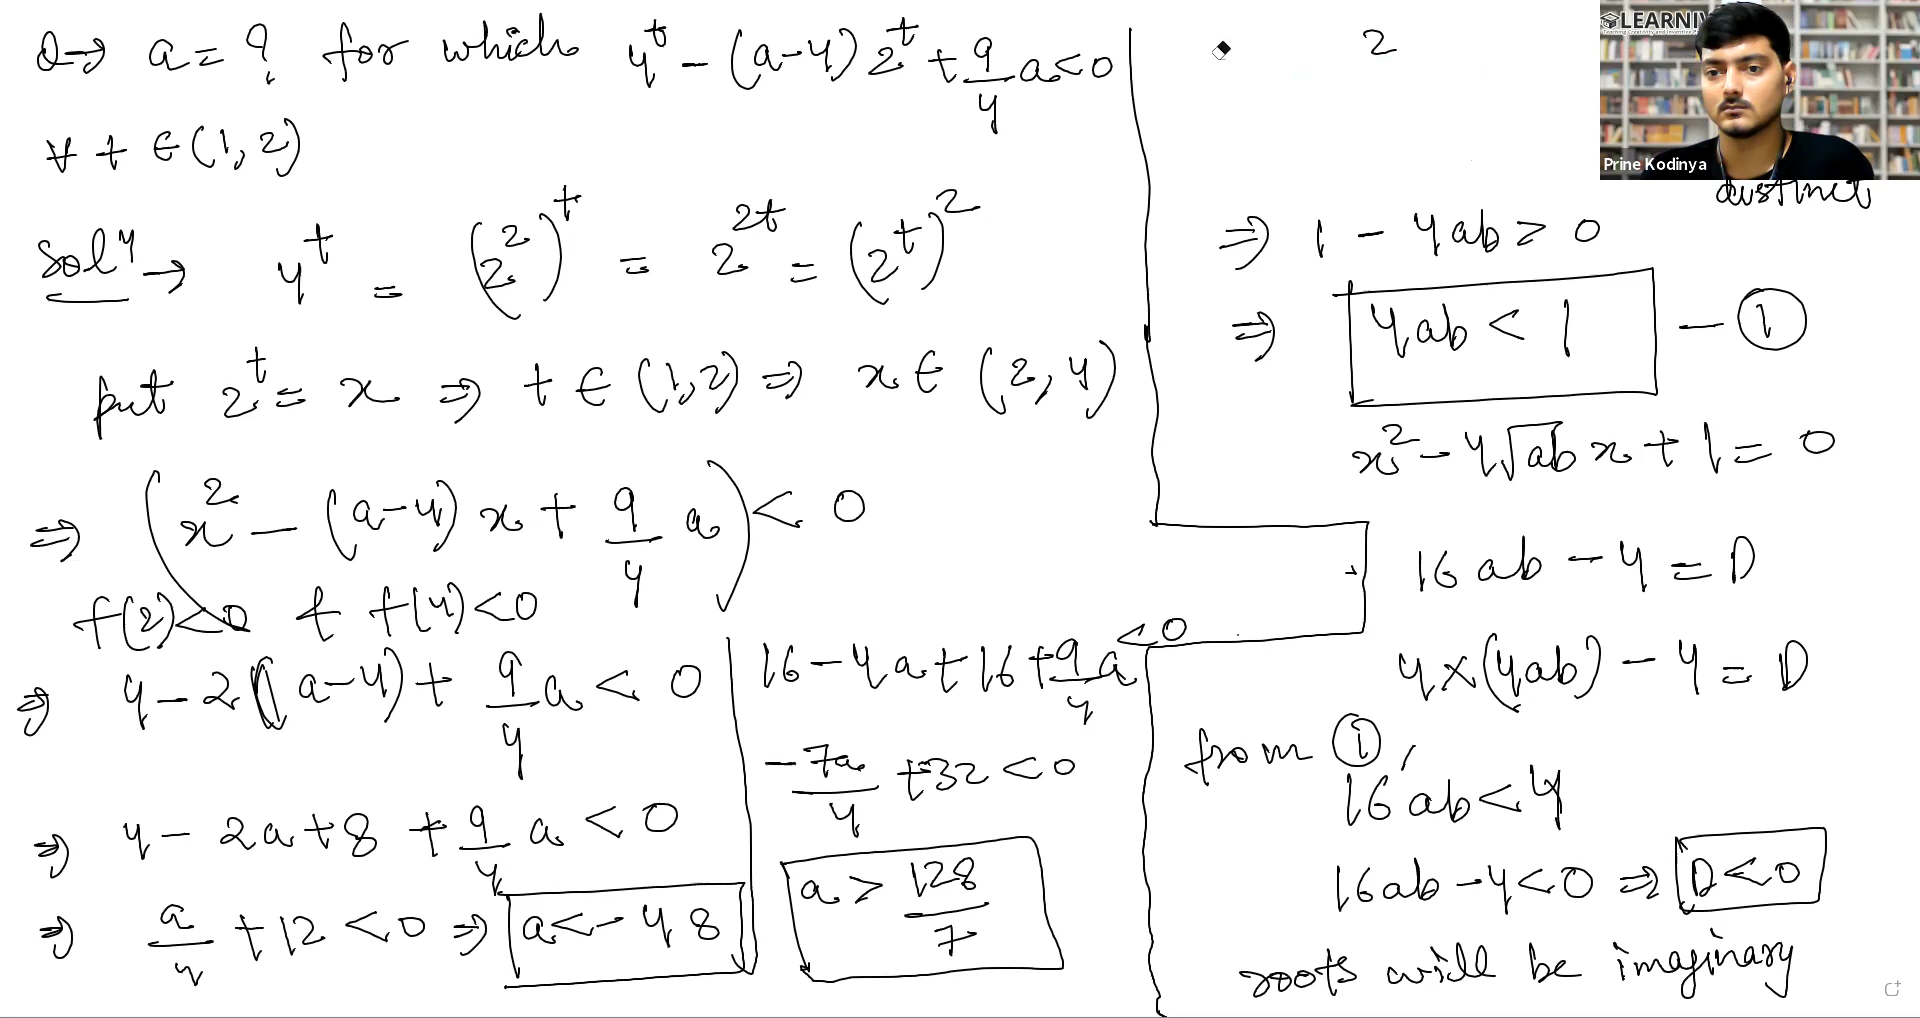 Q→ a = ? for which 4^t - (a-4) 2^t + 9/4 a < 0
∀ t ∈ (1, 2)
Sol^n → 4^t = (2^2)^t = 2^2t = (2^t)^2
put 2^t = x ⇒ t ∈ (1,2) ⇒ x ∈ (2, 4)
⇒ (x^2 - (a-4) x + 9/4 a) < 0
f(2)<0 & f(4)<0
⇒ 4 - 2(a-4) + 9/4 a < 0
⇒ 4 - 2a + 8 + 9/4 a < 0
⇒ a/4 + 12 < 0 ⇒ a < - 48
16 - 4a + 16 + 9/4 a < 0
-7a/4 + 32 < 0
a > 128/7
2
distinct
⇒ 1 - 4ab > 0
⇒ 4ab < 1 — ①
x^2 - 4√ab x + 1 = 0
16 ab - 4 = D
4 × (4ab) - 4 = D
from ①,
16 ab < 4
16ab - 4 < 0 ⇒ D < 0
roots will be imaginary
LEARNIV
Prine Kodinya